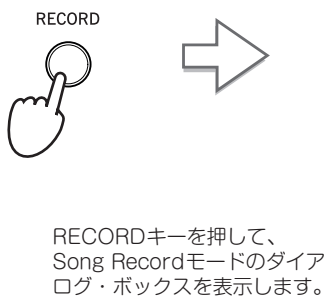 RECORD
RECORDキーを押して、
Song Recordモードのダイア
ログ・ボックスを表示します。